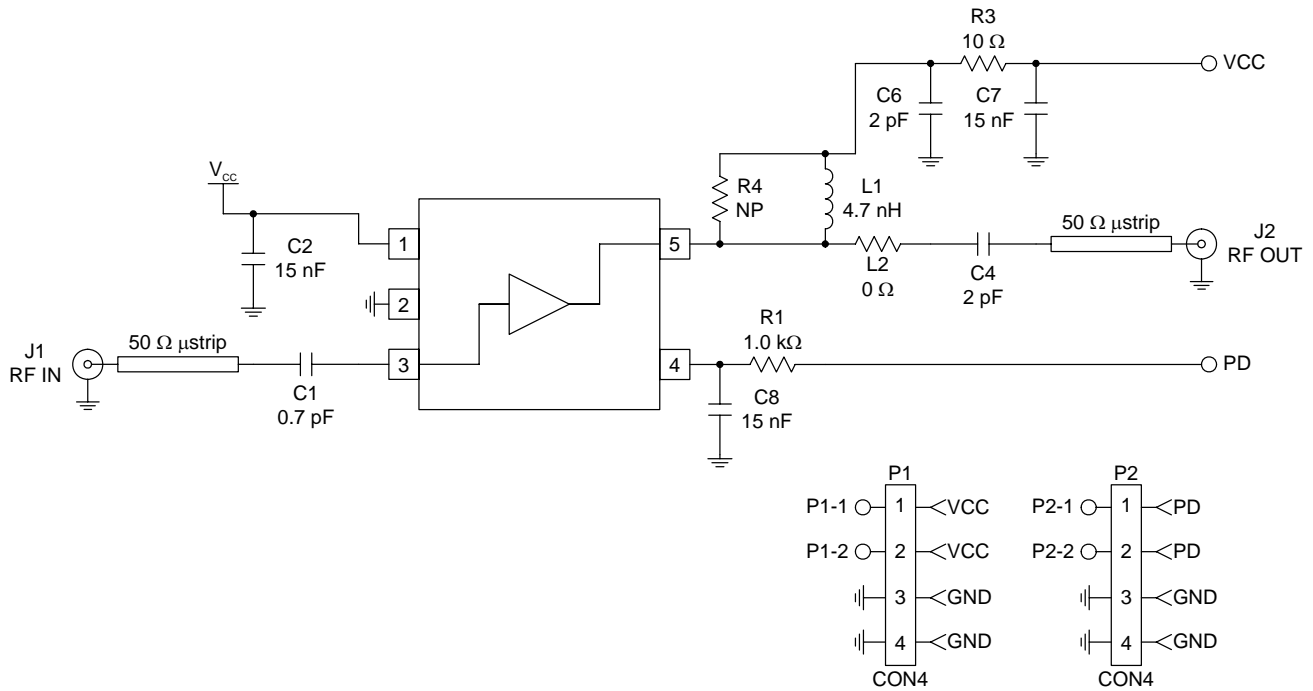 R3
10 Ω
VCC
C6
2 pF
C7
15 nF
V_CC
R4
NP
L1
4.7 nH
C2
15 nF
1
5
50 Ω μstrip
J2
RF OUT
L2
0 Ω
C4
2 pF
2
R1
1.0 kΩ
50 Ω μstrip
J1
RF IN
3
4
PD
C1
0.7 pF
C8
15 nF
P1
P1-1 1 VCC
P1-2 2 VCC
3 GND
4 GND
CON4
P2
P2-1 1 PD
P2-2 2 PD
3 GND
4 GND
CON4